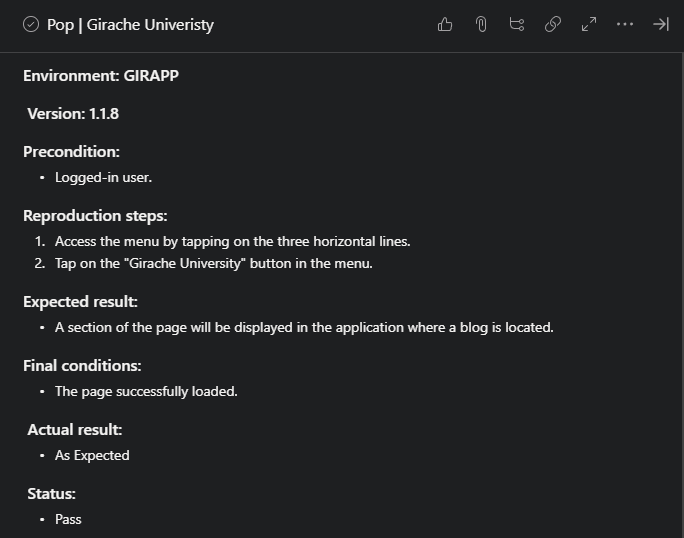 Pop | Girache Univeristy
Environment: GIRAPP
Version: 1.1.8
Precondition:
• Logged-in user.
Reproduction steps:
1. Access the menu by tapping on the three horizontal lines.
2. Tap on the "Girache University" button in the menu.
Expected result:
• A section of the page will be displayed in the application where a blog is located.
Final conditions:
• The page successfully loaded.
Actual result:
• As Expected
Status:
• Pass